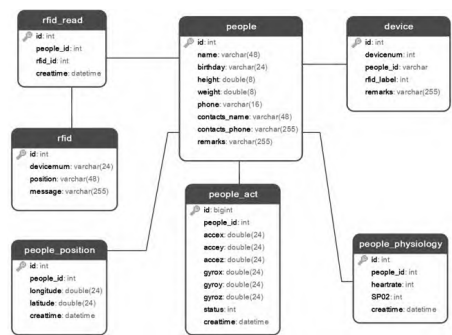 rfid_read
id: int
people_id: int
rfid_id: int
creattime: datetime
people
id: int
name: varchar(48)
birthday: varchar(24)
height: double(8)
weight: double(8)
phone: varchar(16)
contacts_name: varchar(48)
contacts_phone: varchar(255)
remarks: varchar(255)
device
id: int
devicenum: int
people_id: varchar
rfid_label: int
remarks: varchar(255)
rfid
id: int
devicemum: varchar(24)
position: varchar(48)
message: varchar(255)
people_act
id: bigint
people_id: int
accex: double(24)
accey: double(24)
accez: double(24)
gyrox: double(24)
gyroy: double(24)
gyroz: double(24)
status: int
creattime: datetime
people_position
id: int
people_id: int
longitude: double(24)
latitude: double(24)
creattime: datetime
people_physiology
id: int
people_id: int
heartrate: int
SP02: int
creattime: datetime